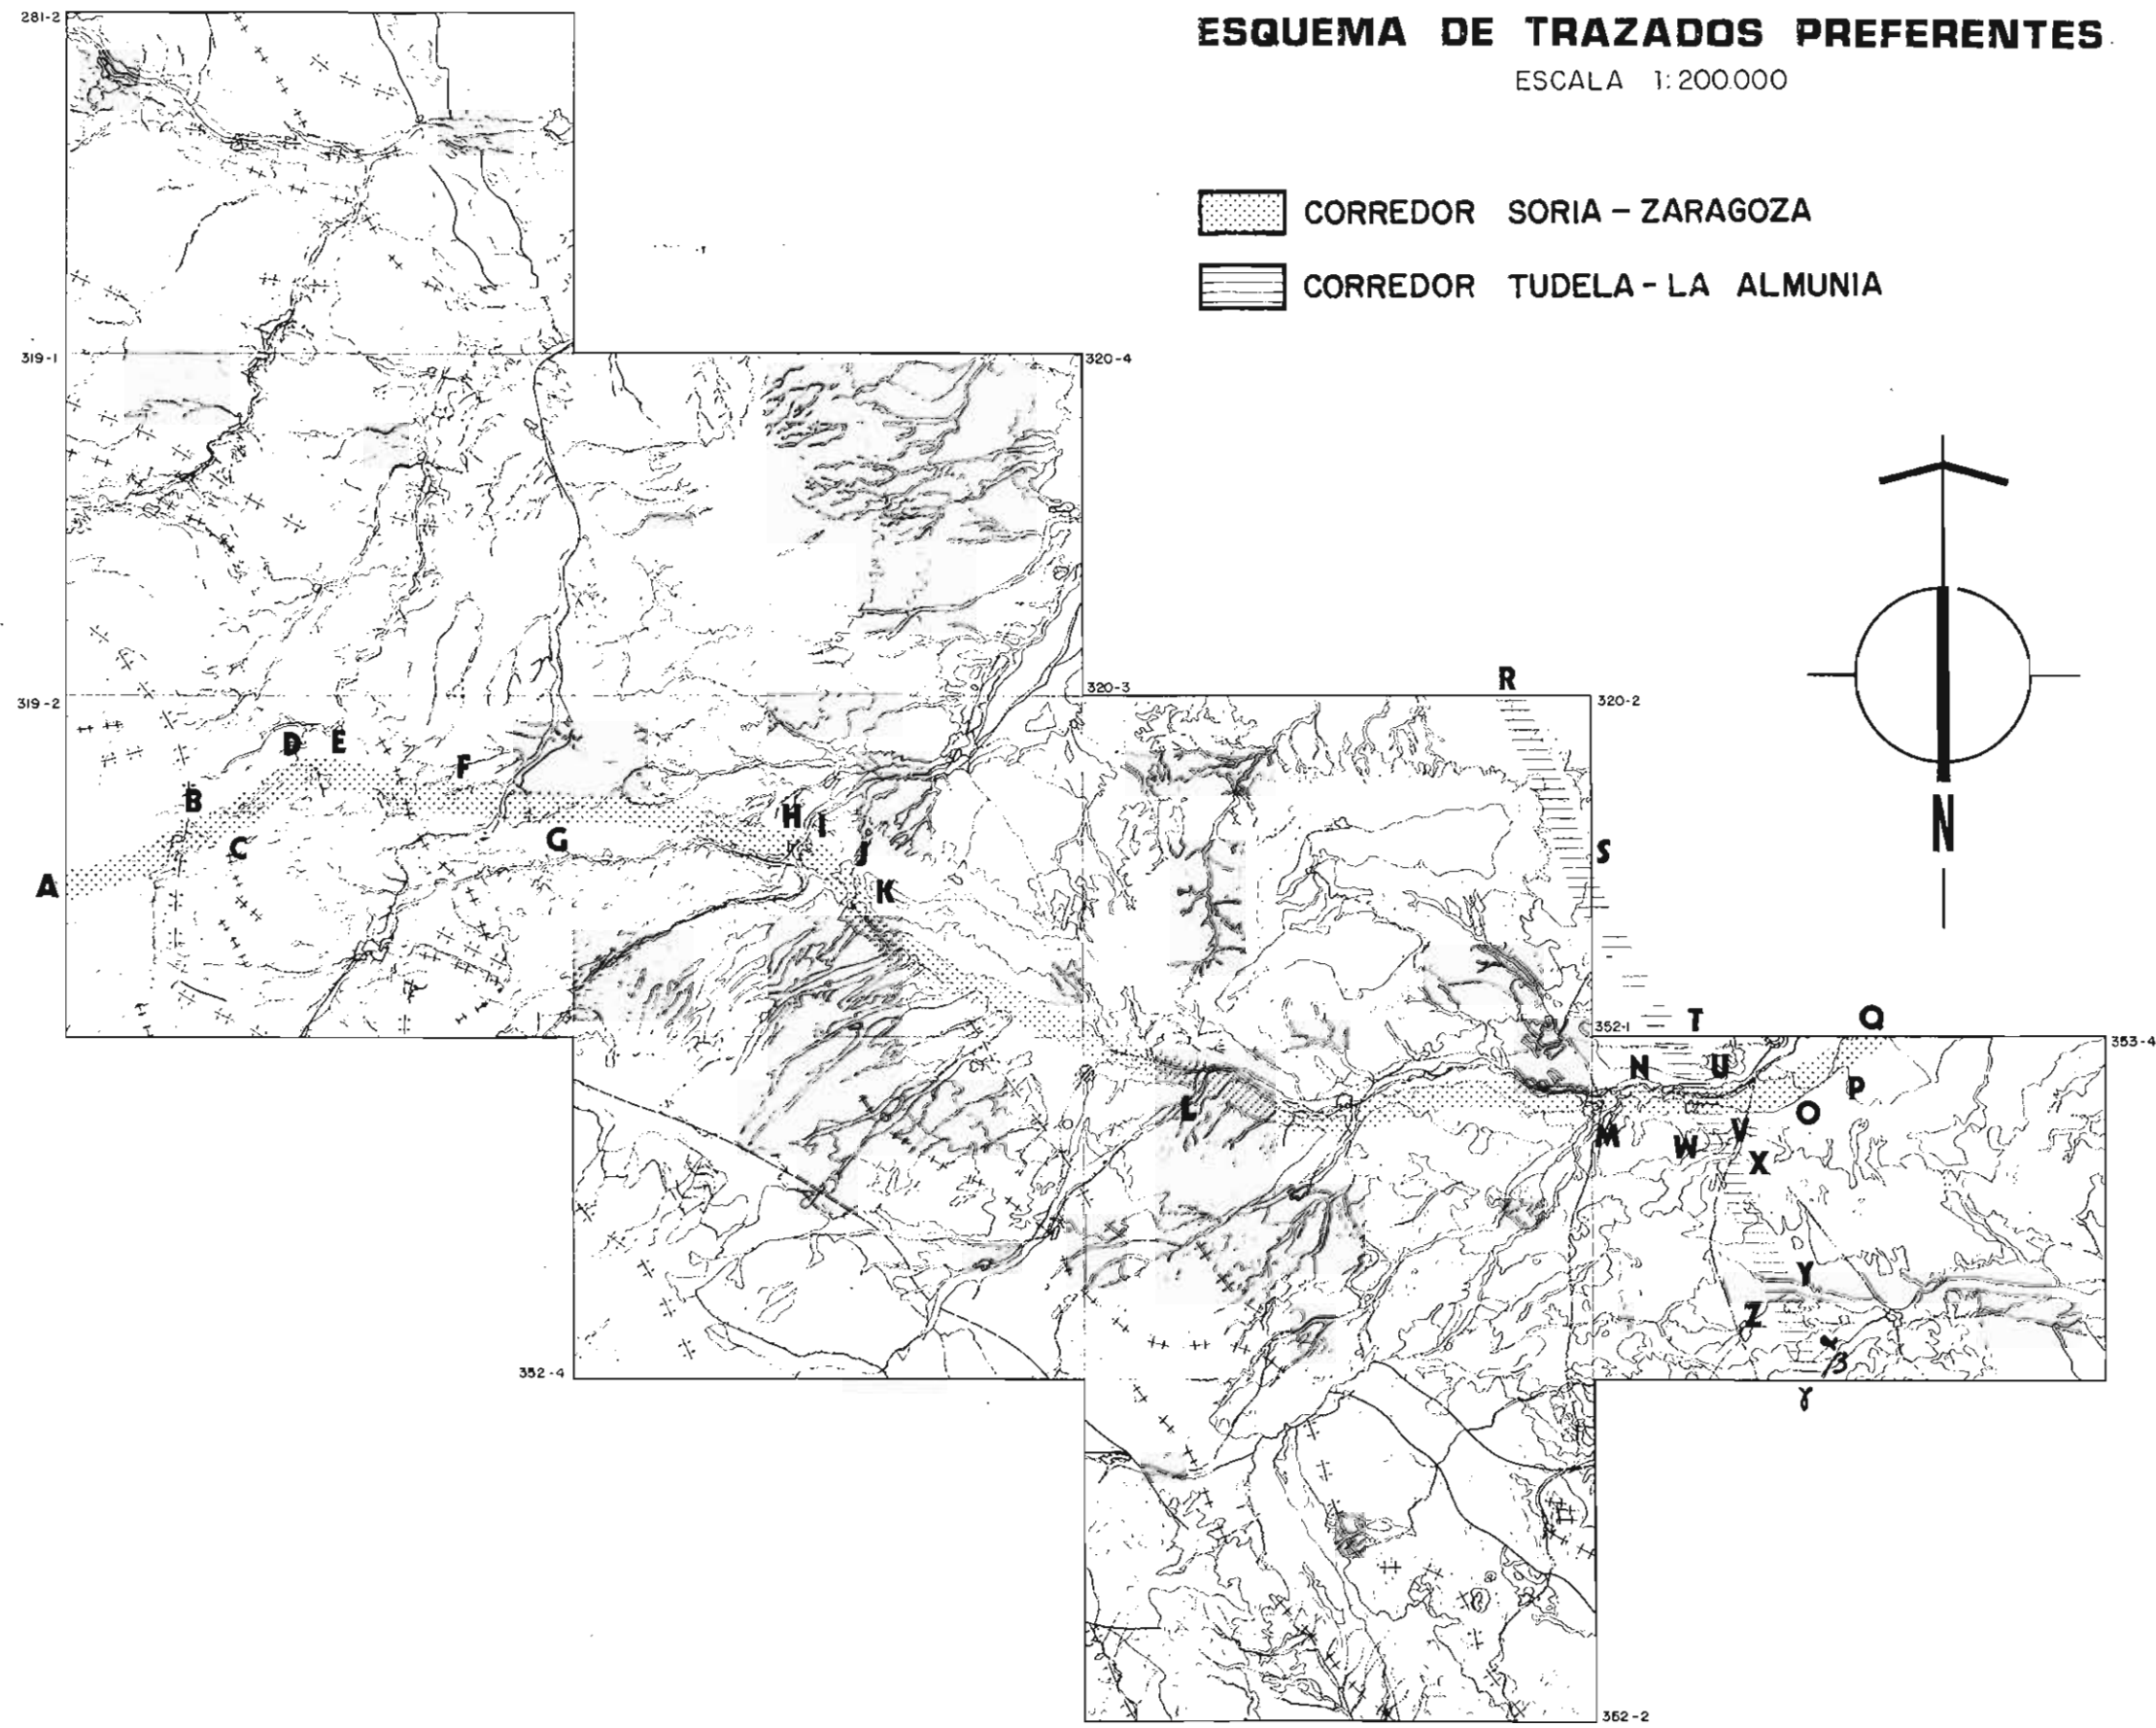 ESQUEMA DE TRAZADOS PREFERENTES
ESCALA 1:200.000
CORREDOR SORIA – ZARAGOZA
CORREDOR TUDELA – LA ALMUNIA
281-2
319-1
320-4
319-2
320-3
R
320-2
N
D
E
F
B
C
A
G
H
I
J
K
S
352-1
T
Q
353-4
N
U
P
O
L
M
W
V
X
Y
Z
α
β
γ
352-4
352-2